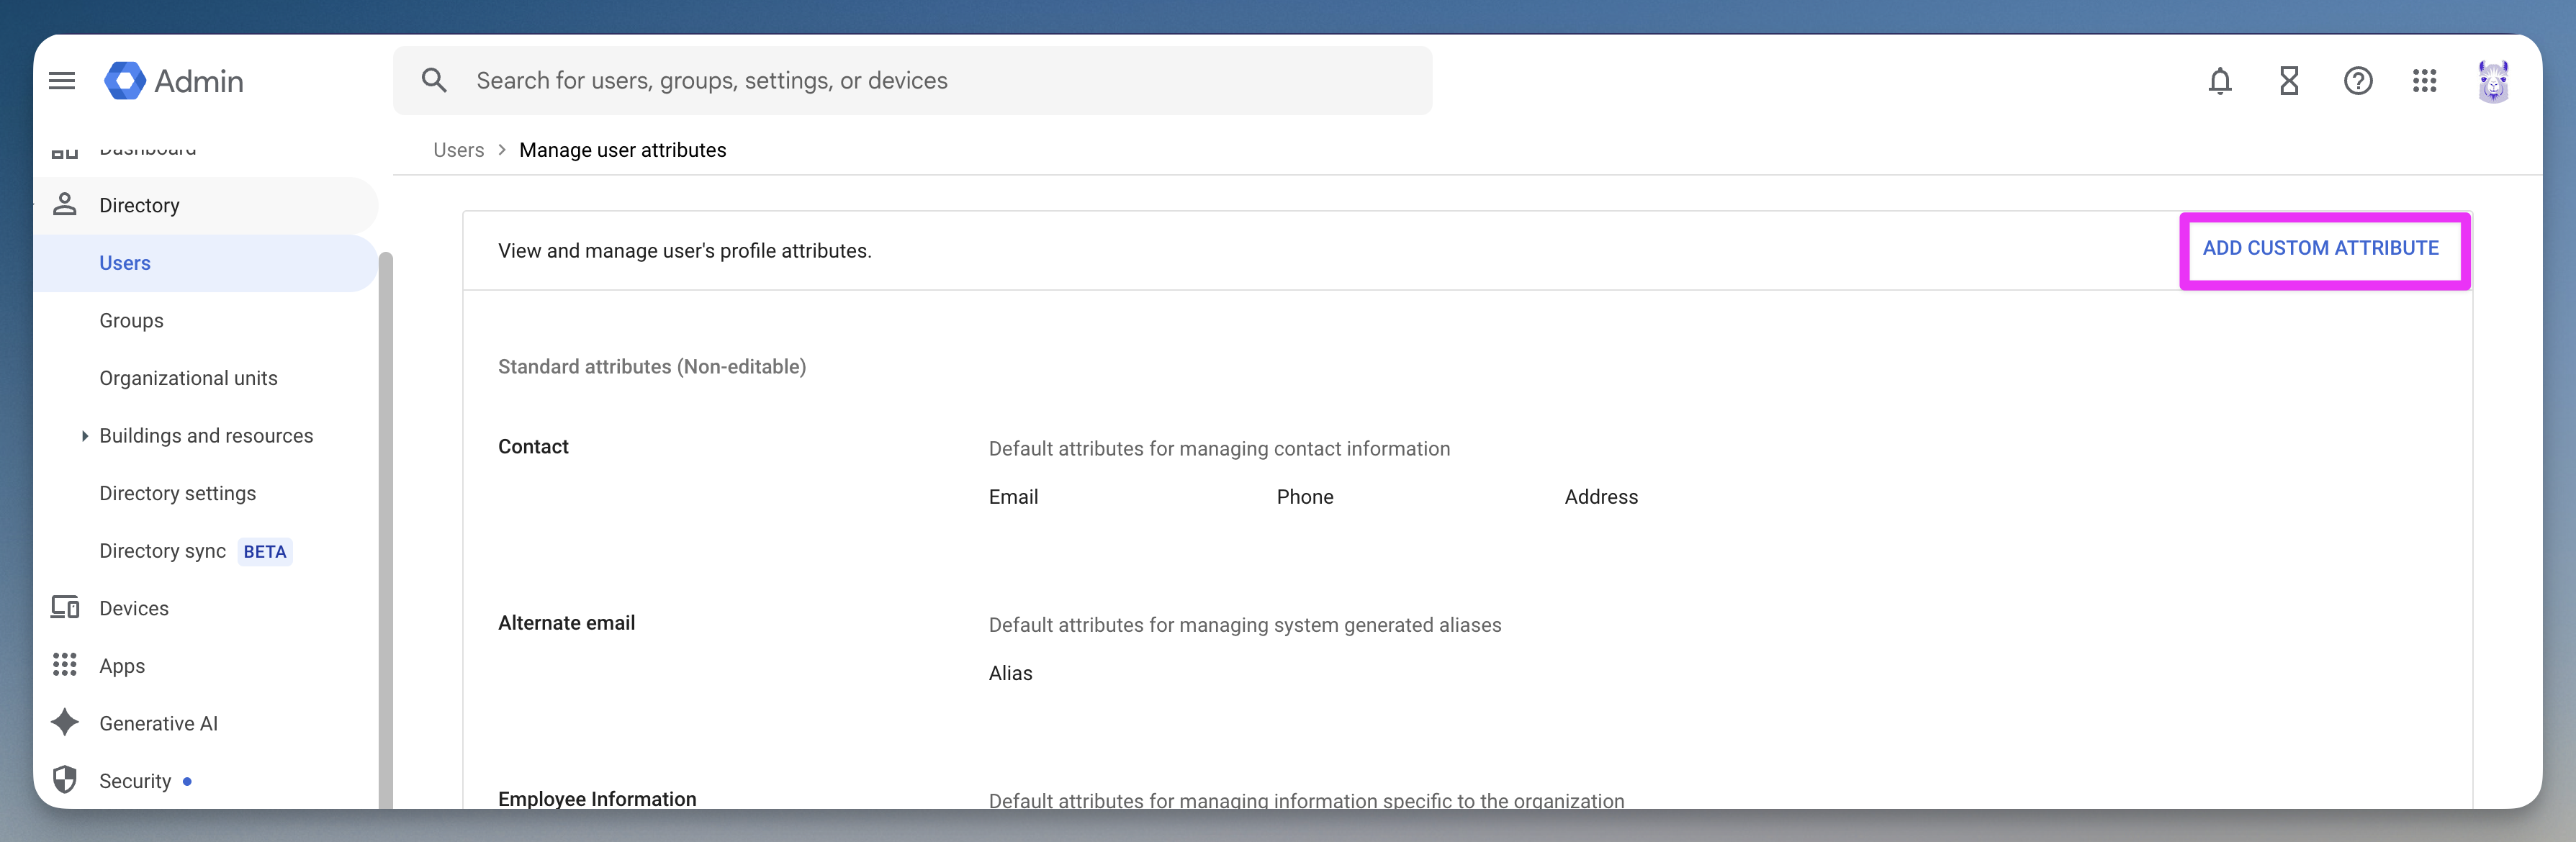 Admin
Search for users, groups, settings, or devices
Dashboard
Users > Manage user attributes
Directory
Users
Groups
Organizational units
Buildings and resources
Directory settings
Directory sync BETA
Devices
Apps
Generative AI
Security
View and manage user's profile attributes.
ADD CUSTOM ATTRIBUTE
Standard attributes (Non-editable)
Contact
Default attributes for managing contact information
Email Phone Address
Alternate email
Default attributes for managing system generated aliases
Alias
Employee Information
Default attributes for managing information specific to the organization